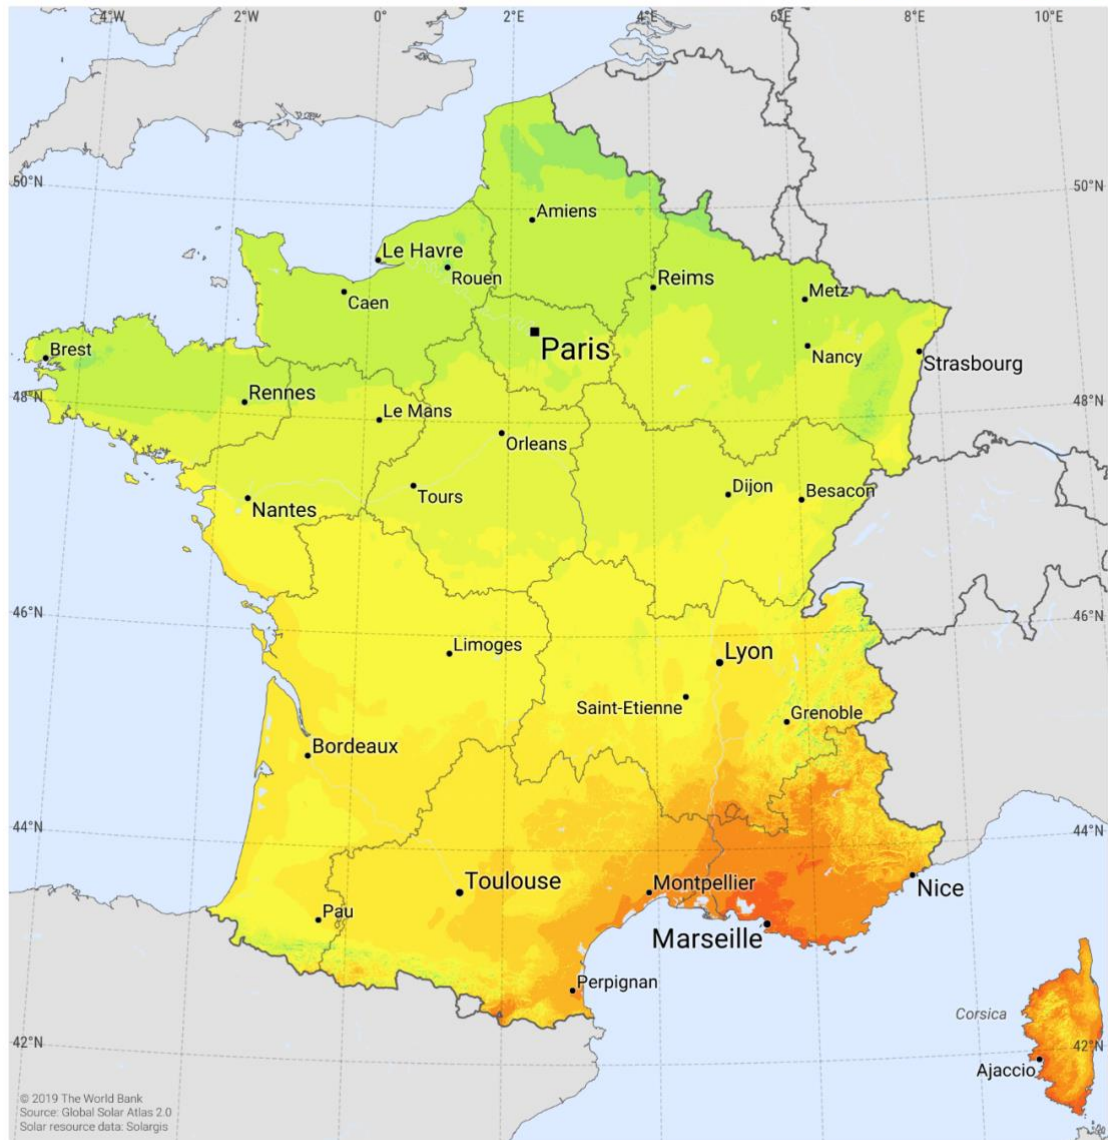 4°W 2°W 0° 2°E 4°E 6°E 8°E 10°E
50°N 50°N
Amiens
Le Havre
Rouen
Reims
Metz
Caen
Paris
Brest
Nancy
Strasbourg
Rennes
48°N 48°N
Le Mans
Orleans
Dijon
Besacon
Tours
Nantes
46°N 46°N
Limoges
Lyon
Saint-Etienne
Grenoble
Bordeaux
44°N 44°N
Toulouse
Montpellier
Nice
Pau
Marseille
Perpignan
Corsica
42°N 42°N
Ajaccio
© 2019 The World Bank
Source: Global Solar Atlas 2.0
Solar resource data: Solargis